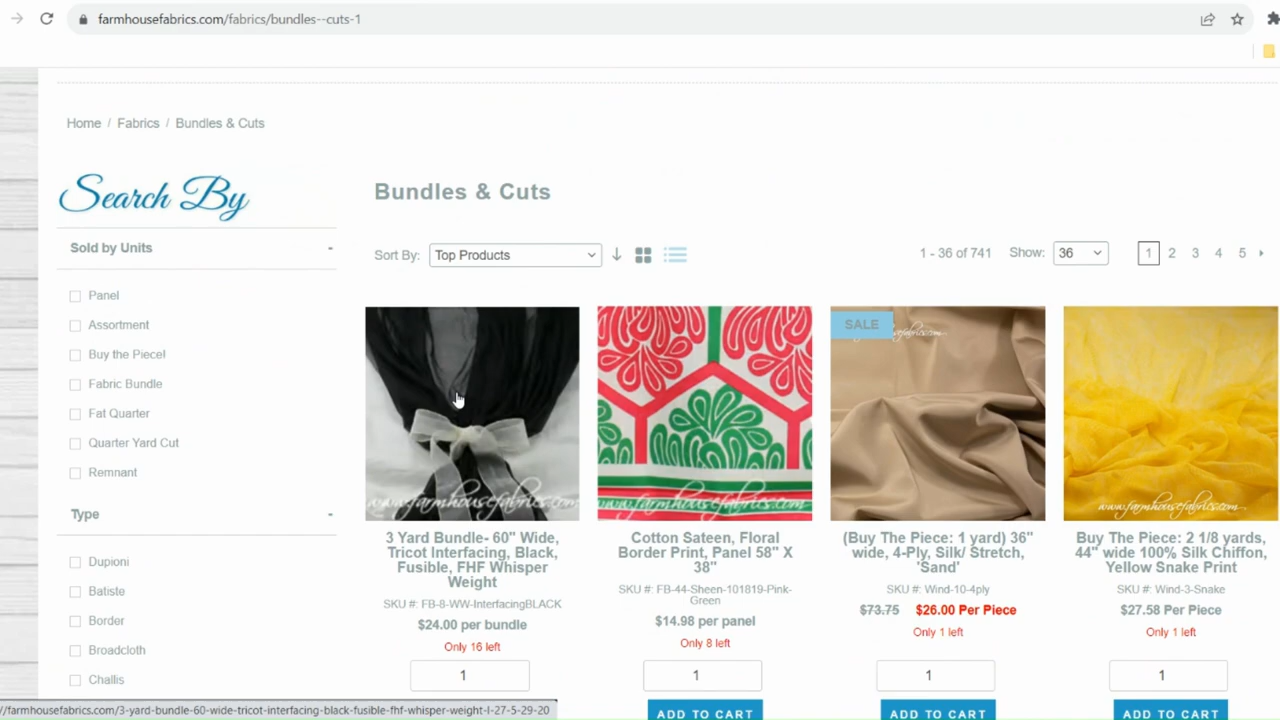 farmhousefabrics.com/fabrics/bundles--cuts-1
Home / Fabrics / Bundles & Cuts
Search By
Bundles & Cuts
Sold by Units -
Sort By: Top Products
1 - 36 of 741 Show: 36 1 2 3 4 5
Panel
Assortment
Buy the Piece!
Fabric Bundle
Fat Quarter
Quarter Yard Cut
Remnant
Type -
Dupioni
Batiste
Border
Broadcloth
Challis
www.farmhousefabrics.com
3 Yard Bundle- 60" Wide,
Tricot Interfacing, Black,
Fusible, FHF Whisper
Weight
SKU #: FB-8-WW-InterfacingBLACK
$24.00 per bundle
Only 16 left
1
www.farmhousefabrics.com
Cotton Sateen, Floral
Border Print, Panel 58" X
38"
SKU #: FB-44-Sheen-101819-Pink-
Green
$14.98 per panel
Only 8 left
1
ADD TO CART
SALE
(Buy The Piece: 1 yard) 36"
wide, 4-Ply, Silk/ Stretch,
'Sand'
SKU #: Wind-10-4ply
$73.75 $26.00 Per Piece
Only 1 left
1
ADD TO CART
www.farmhousefabrics.com
Buy The Piece: 2 1/8 yards,
44" wide 100% Silk Chiffon,
Yellow Snake Print
SKU #: Wind-3-Snake
$27.58 Per Piece
Only 1 left
1
ADD TO CART
//farmhousefabrics.com/3-yard-bundle-60-wide-tricot-interfacing-black-fusible-fhf-whisper-weight-l-27-5-29-20